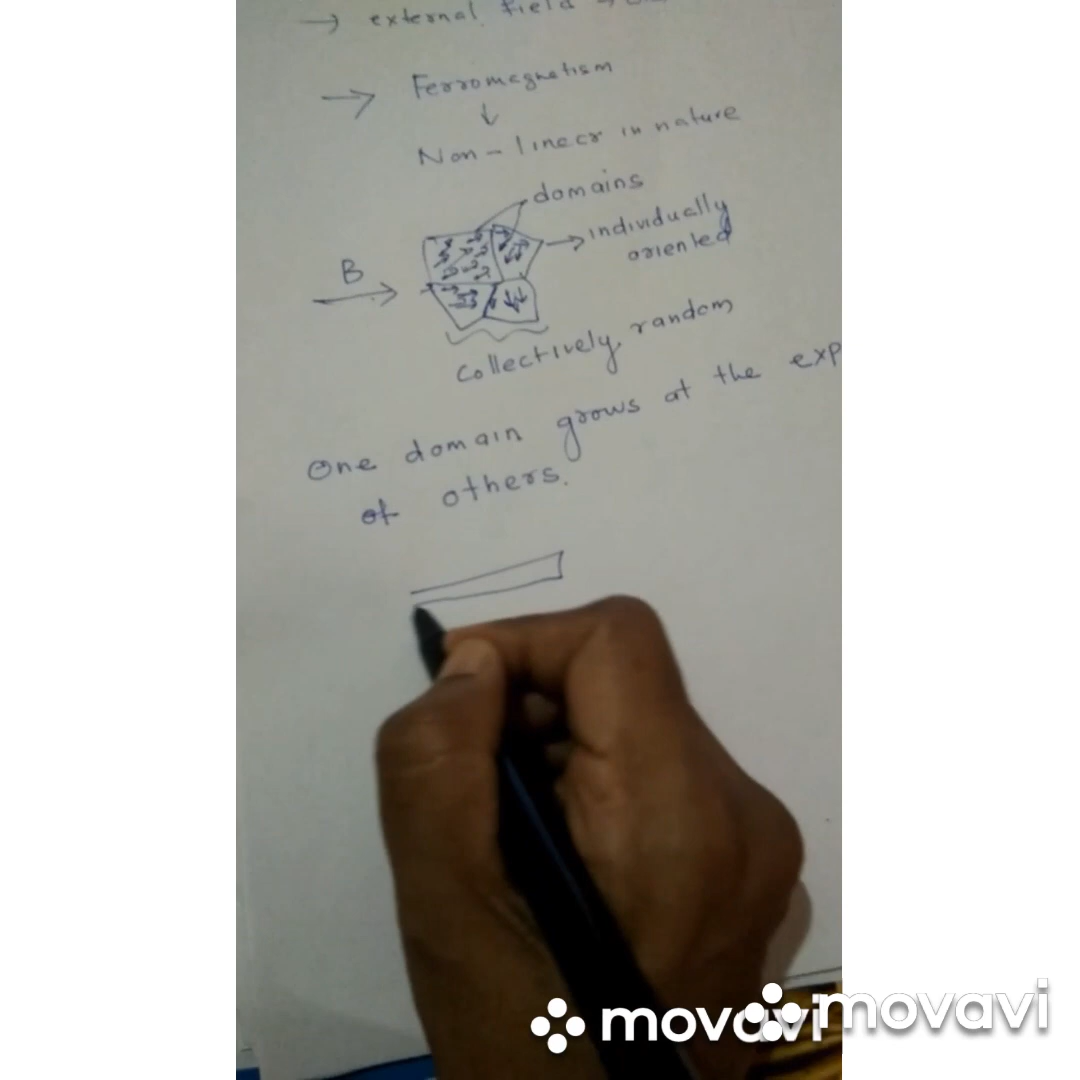 → external field →
→ Ferromagnetism
↓
Non-linear in nature
domains
→ individually
oriented
B
collectively random
One domain grows at the exp
of others.
movavi
movavi